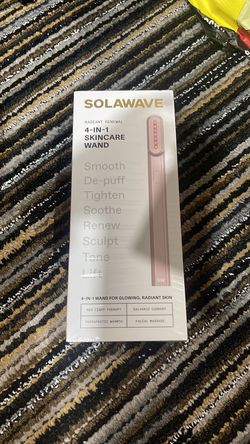 SOLAWAVE
RADIANT RENEWAL
4-IN-1
SKINCARE
WAND
Smooth
De-puff
Tighten
Soothe
Renew
Sculpt
Tone
Lift
4-IN-1 WAND FOR GLOWING, RADIANT SKIN
RED LIGHT THERAPY
GALVANIC CURRENT
THERAPEUTIC WARMTH
FACIAL MASSAGE